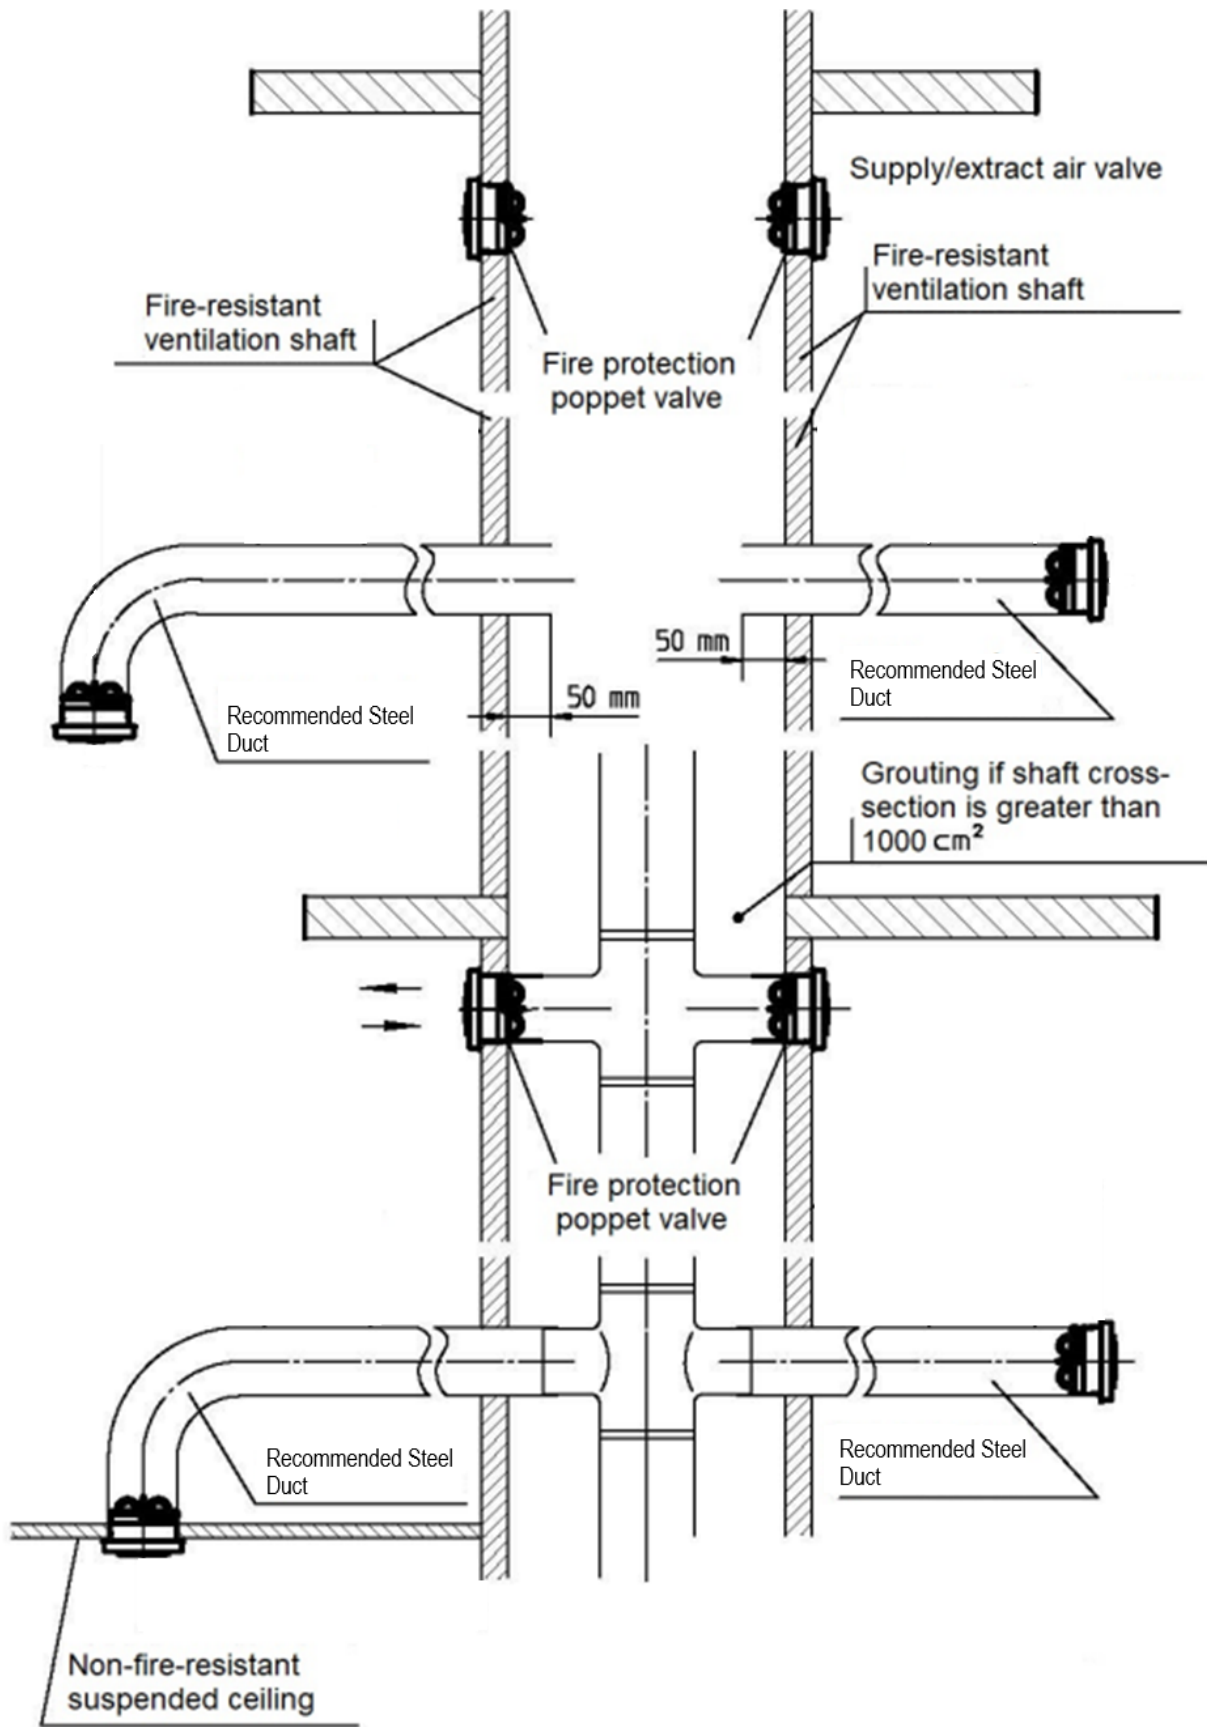 Supply/extract air valve
Fire-resistant
ventilation shaft
Fire-resistant
ventilation shaft
Fire protection
poppet valve
50 mm
Recommended Steel
Duct
50 mm
Recommended Steel
Duct
Grouting if shaft cross-
section is greater than
1000 cm²
Fire protection
poppet valve
Recommended Steel
Duct
Recommended Steel
Duct
Non-fire-resistant
suspended ceiling